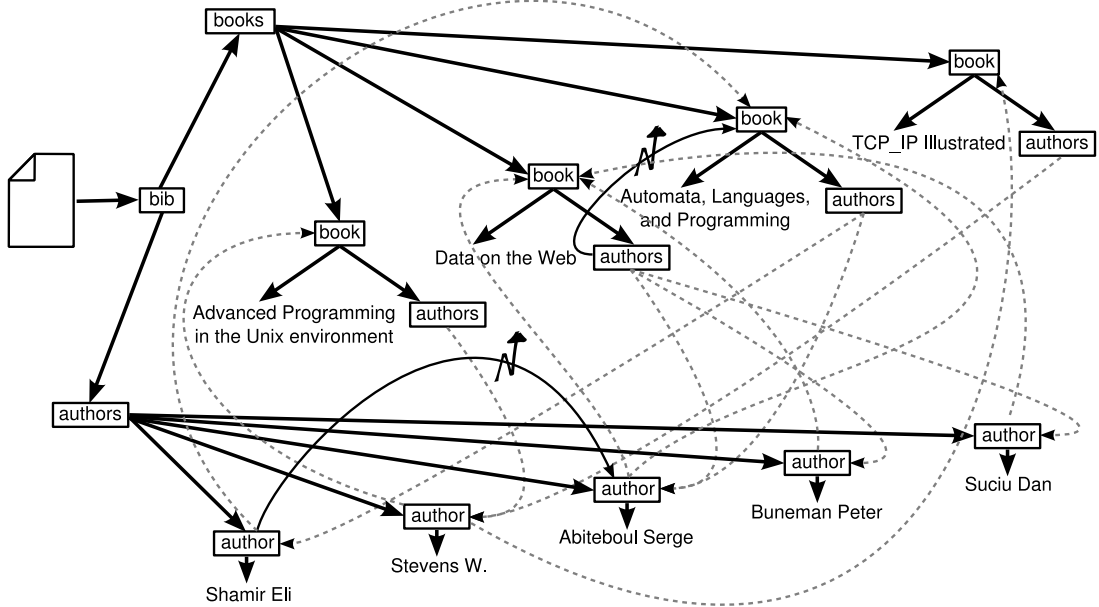 books
book
book
TCP_IP Illustrated
authors
book
Automata, Languages,
and Programming
authors
bib
book
Data on the Web
authors
Advanced Programming
in the Unix environment
authors
authors
author
Suciu Dan
author
Buneman Peter
author
Abiteboul Serge
author
Stevens W.
author
Shamir Eli